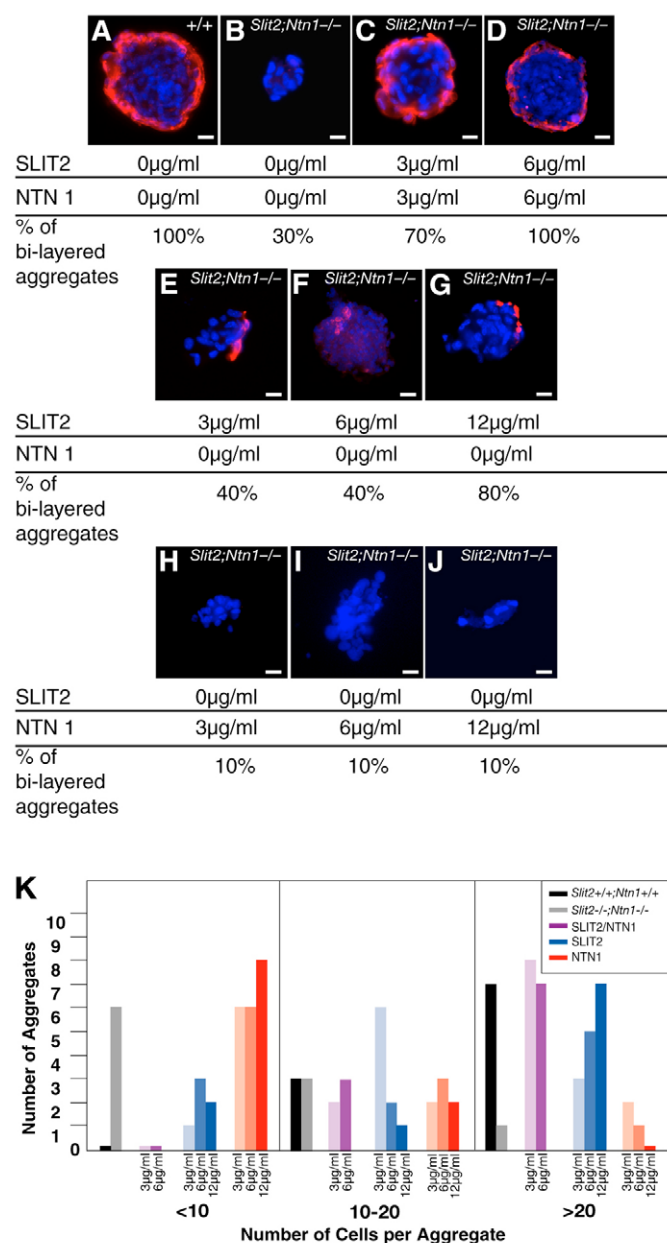 A +/+ B Slit2;Ntn1–/– C Slit2;Ntn1–/– D Slit2;Ntn1–/–
SLIT2 0µg/ml 0µg/ml 3µg/ml 6µg/ml
NTN 1 0µg/ml 0µg/ml 3µg/ml 6µg/ml
% of
bi-layered
aggregates 100% 30% 70% 100%
E Slit2;Ntn1–/– F Slit2;Ntn1–/– G Slit2;Ntn1–/–
SLIT2 3µg/ml 6µg/ml 12µg/ml
NTN 1 0µg/ml 0µg/ml 0µg/ml
% of
bi-layered
aggregates 40% 40% 80%
H Slit2;Ntn1–/– I Slit2;Ntn1–/– J Slit2;Ntn1–/–
SLIT2 0µg/ml 0µg/ml 0µg/ml
NTN 1 3µg/ml 6µg/ml 12µg/ml
% of
bi-layered
aggregates 10% 10% 10%
K
Slit2+/+;Ntn1+/+
Slit2-/-;Ntn1-/-
SLIT2/NTN1
SLIT2
NTN1
Number of Aggregates
10
9
8
7
6
5
4
3
2
1
0
3µg/ml 6µg/ml 3µg/ml 6µg/ml 12µg/ml 3µg/ml 6µg/ml 12µg/ml 3µg/ml 6µg/ml 3µg/ml 6µg/ml 12µg/ml 3µg/ml 6µg/ml 12µg/ml 3µg/ml 6µg/ml 3µg/ml 6µg/ml 12µg/ml 3µg/ml 6µg/ml 12µg/ml
<10 10-20 >20
Number of Cells per Aggregate